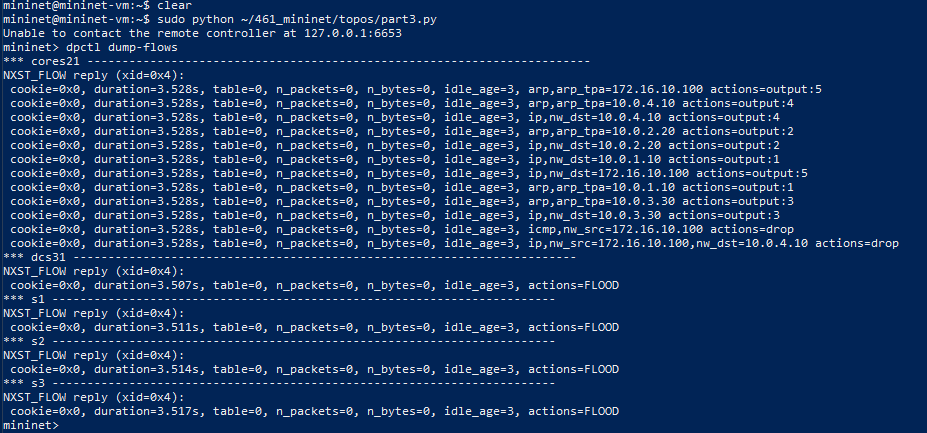 mininet@mininet-vm:~$ clear
mininet@mininet-vm:~$ sudo python ~/461_mininet/topos/part3.py
Unable to contact the remote controller at 127.0.0.1:6653
mininet> dpctl dump-flows
*** cores21 ------------------------------------------------------------------------
NXST_FLOW reply (xid=0x4):
 cookie=0x0, duration=3.528s, table=0, n_packets=0, n_bytes=0, idle_age=3, arp,arp_tpa=172.16.10.100 actions=output:5
 cookie=0x0, duration=3.528s, table=0, n_packets=0, n_bytes=0, idle_age=3, arp,arp_tpa=10.0.4.10 actions=output:4
 cookie=0x0, duration=3.528s, table=0, n_packets=0, n_bytes=0, idle_age=3, ip,nw_dst=10.0.4.10 actions=output:4
 cookie=0x0, duration=3.528s, table=0, n_packets=0, n_bytes=0, idle_age=3, arp,arp_tpa=10.0.2.20 actions=output:2
 cookie=0x0, duration=3.528s, table=0, n_packets=0, n_bytes=0, idle_age=3, ip,nw_dst=10.0.2.20 actions=output:2
 cookie=0x0, duration=3.528s, table=0, n_packets=0, n_bytes=0, idle_age=3, ip,nw_dst=10.0.1.10 actions=output:1
 cookie=0x0, duration=3.528s, table=0, n_packets=0, n_bytes=0, idle_age=3, ip,nw_dst=172.16.10.100 actions=output:5
 cookie=0x0, duration=3.528s, table=0, n_packets=0, n_bytes=0, idle_age=3, arp,arp_tpa=10.0.1.10 actions=output:1
 cookie=0x0, duration=3.528s, table=0, n_packets=0, n_bytes=0, idle_age=3, arp,arp_tpa=10.0.3.30 actions=output:3
 cookie=0x0, duration=3.528s, table=0, n_packets=0, n_bytes=0, idle_age=3, ip,nw_dst=10.0.3.30 actions=output:3
 cookie=0x0, duration=3.528s, table=0, n_packets=0, n_bytes=0, idle_age=3, icmp,nw_src=172.16.10.100 actions=drop
 cookie=0x0, duration=3.528s, table=0, n_packets=0, n_bytes=0, idle_age=3, ip,nw_src=172.16.10.100,nw_dst=10.0.4.10 actions=drop
*** dcs31 ------------------------------------------------------------------------
NXST_FLOW reply (xid=0x4):
 cookie=0x0, duration=3.507s, table=0, n_packets=0, n_bytes=0, idle_age=3, actions=FLOOD
*** s1 ------------------------------------------------------------------------
NXST_FLOW reply (xid=0x4):
 cookie=0x0, duration=3.511s, table=0, n_packets=0, n_bytes=0, idle_age=3, actions=FLOOD
*** s2 ------------------------------------------------------------------------
NXST_FLOW reply (xid=0x4):
 cookie=0x0, duration=3.514s, table=0, n_packets=0, n_bytes=0, idle_age=3, actions=FLOOD
*** s3 ------------------------------------------------------------------------
NXST_FLOW reply (xid=0x4):
 cookie=0x0, duration=3.517s, table=0, n_packets=0, n_bytes=0, idle_age=3, actions=FLOOD
mininet>